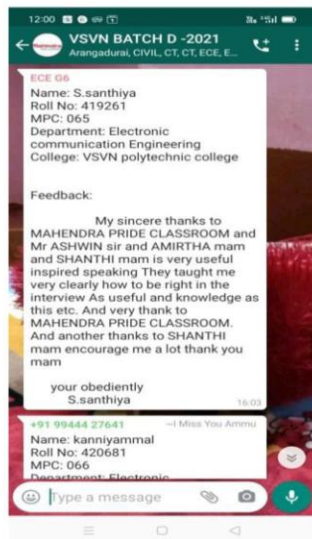 12:00
VSVN BATCH D -2021
Arangadurai, CIVIL, CT, CT, ECE, E...
ECE G6
Name: S.santhiya
Roll No: 419261
MPC: 065
Department: Electronic
communication Engineering
College: VSVN polytechnic college
Feedback:
My sincere thanks to
MAHENDRA PRIDE CLASSROOM and
Mr ASHWIN sir and AMIRTHA mam
and SHANTHI mam is very useful
inspired speaking They taught me
very clearly how to be right in the
interview As useful and knowledge as
this etc. And very thank to
MAHENDRA PRIDE CLASSROOM.
And another thanks to SHANTHI
mam encourage me a lot thank you
mam
your obediently
S.santhiya
16:03
+91 99444 27641 ~I Miss You Ammu
Name: kanniyammal
Roll No: 420681
MPC: 066
Department: Electronic
Type a message